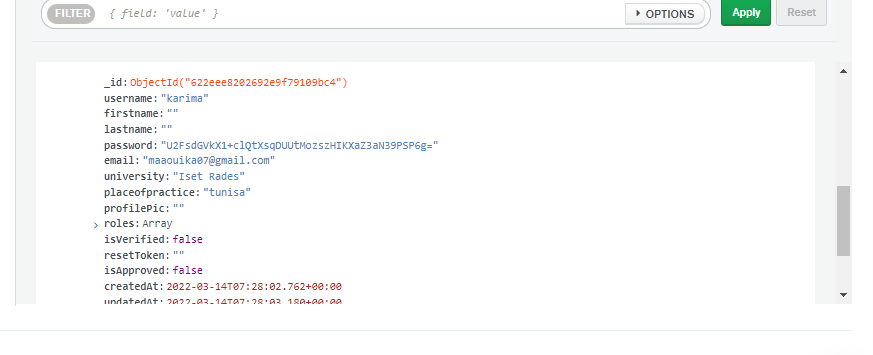 FILTER { field: 'value' } OPTIONS Apply Reset
_id: ObjectId("622eee8202692e9f79109bc4")
username: "karima"
firstname: ""
lastname: ""
password: "U2FsdGVkX1+clQtXsqDUUtMozszHIKXaZ3aN39PSP6g="
email: "maaouika07@gmail.com"
university: "Iset Rades"
placeofpractice: "tunisa"
profilePic: ""
roles: Array
isVerified: false
resetToken: ""
isApproved: false
createdAt: 2022-03-14T07:28:02.762+00:00
updatedAt: 2022-03-14T07:28:03.180+00:00